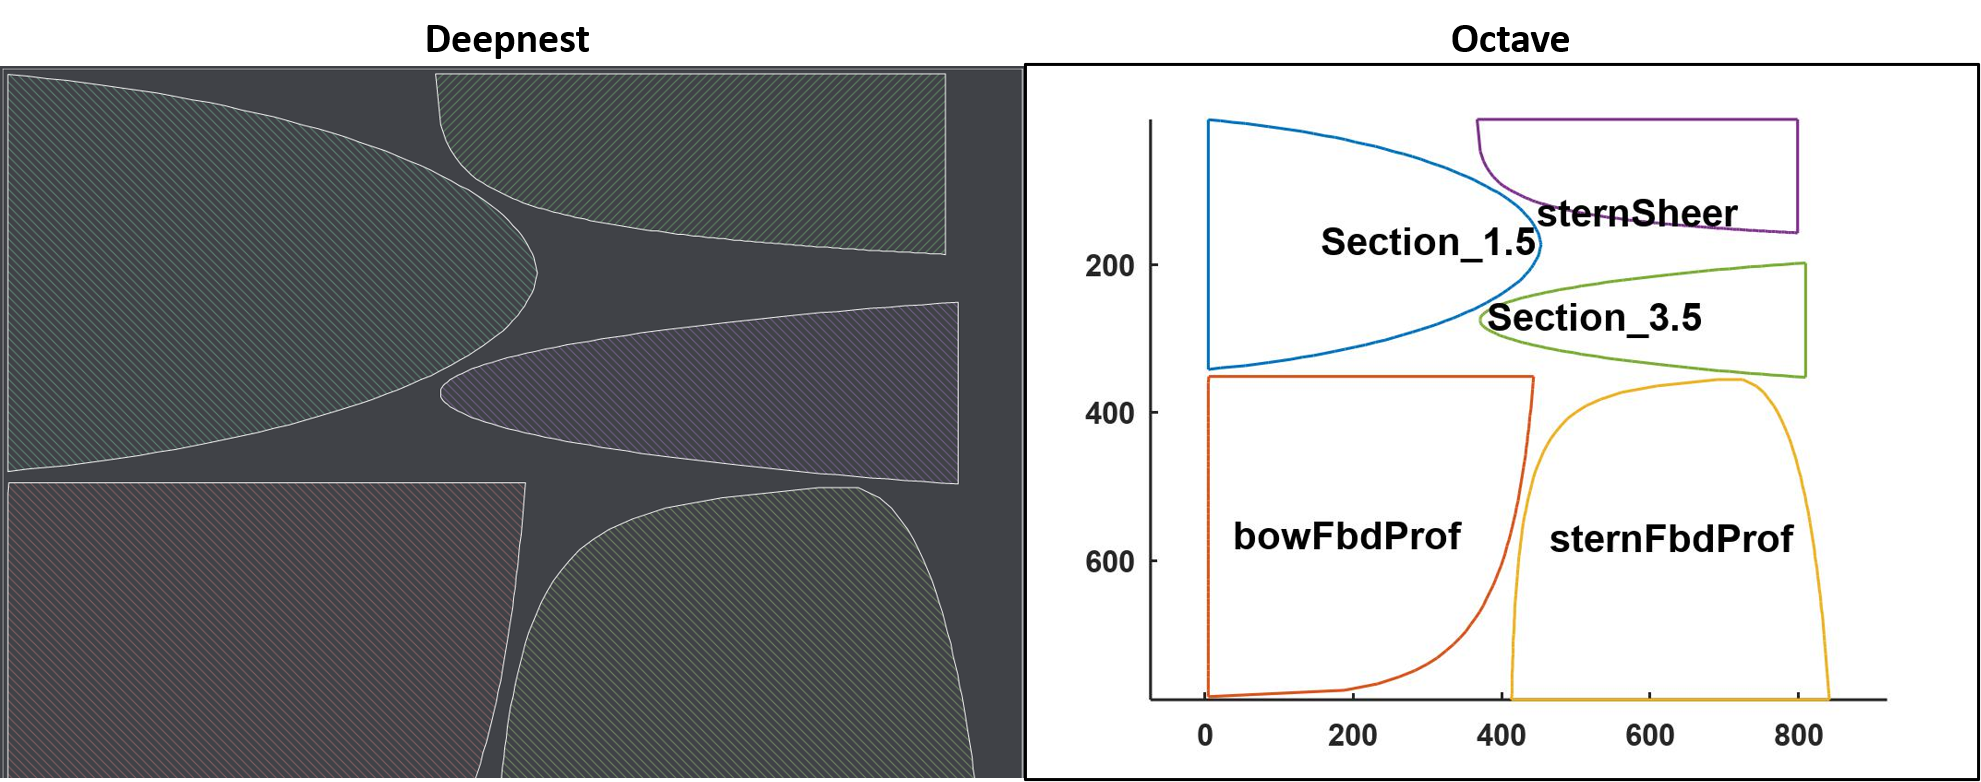 Deepnest
Octave
sternSheer
Section_1.5
200
Section_3.5
400
bowFbdProf
sternFbdProf
600
0 200 400 600 800